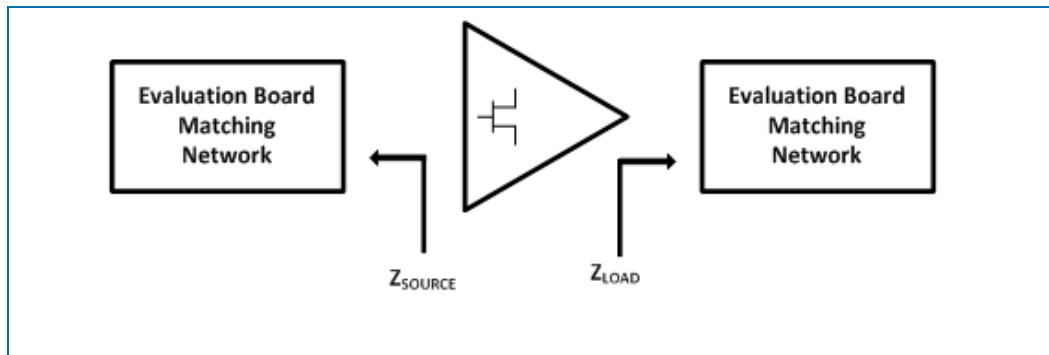 Evaluation Board
Matching
Network
Evaluation Board
Matching
Network
ZSOURCE
ZLOAD